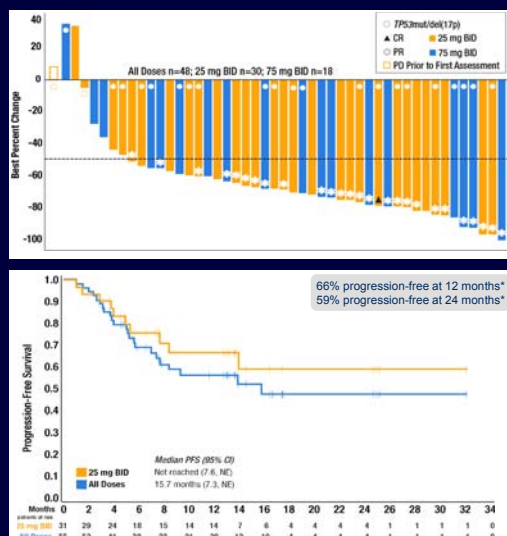 40
20
0
-20
-40
-60
-80
-100
Best Percent Change
All Doses n=48; 25 mg BID n=30; 75 mg BID n=18
TP53mut/del(17p)
CR 25 mg BID
PR 75 mg BID
PD Prior to First Assessment
66% progression-free at 12 months*
59% progression-free at 24 months*
1.0
0.9
0.8
0.7
0.6
0.5
0.4
0.3
0.2
0.1
0.0
Progression-Free Survival
Median PFS (95% CI)
25 mg BID Not reached (7.6, NE)
All Doses 15.7 months (7.3, NE)
Months 0 2 4 6 8 10 12 14 16 18 20 22 24 26 28 30 32 34
patients at risk
25 mg BID 31 29 24 18 15 14 14 7 6 4 4 4 4 1 1 1 1 0
All Doses